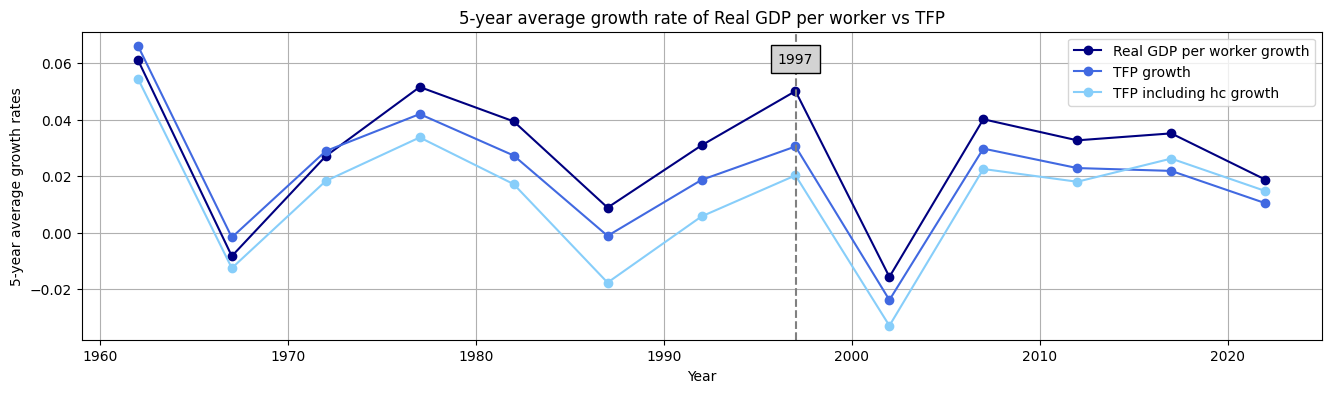 5-year average growth rate of Real GDP per worker vs TFP
1997
Real GDP per worker growth
TFP growth
TFP including hc growth
5-year average growth rates
0.06
0.04
0.02
0.00
−0.02
1960 1970 1980 1990 2000 2010 2020
Year